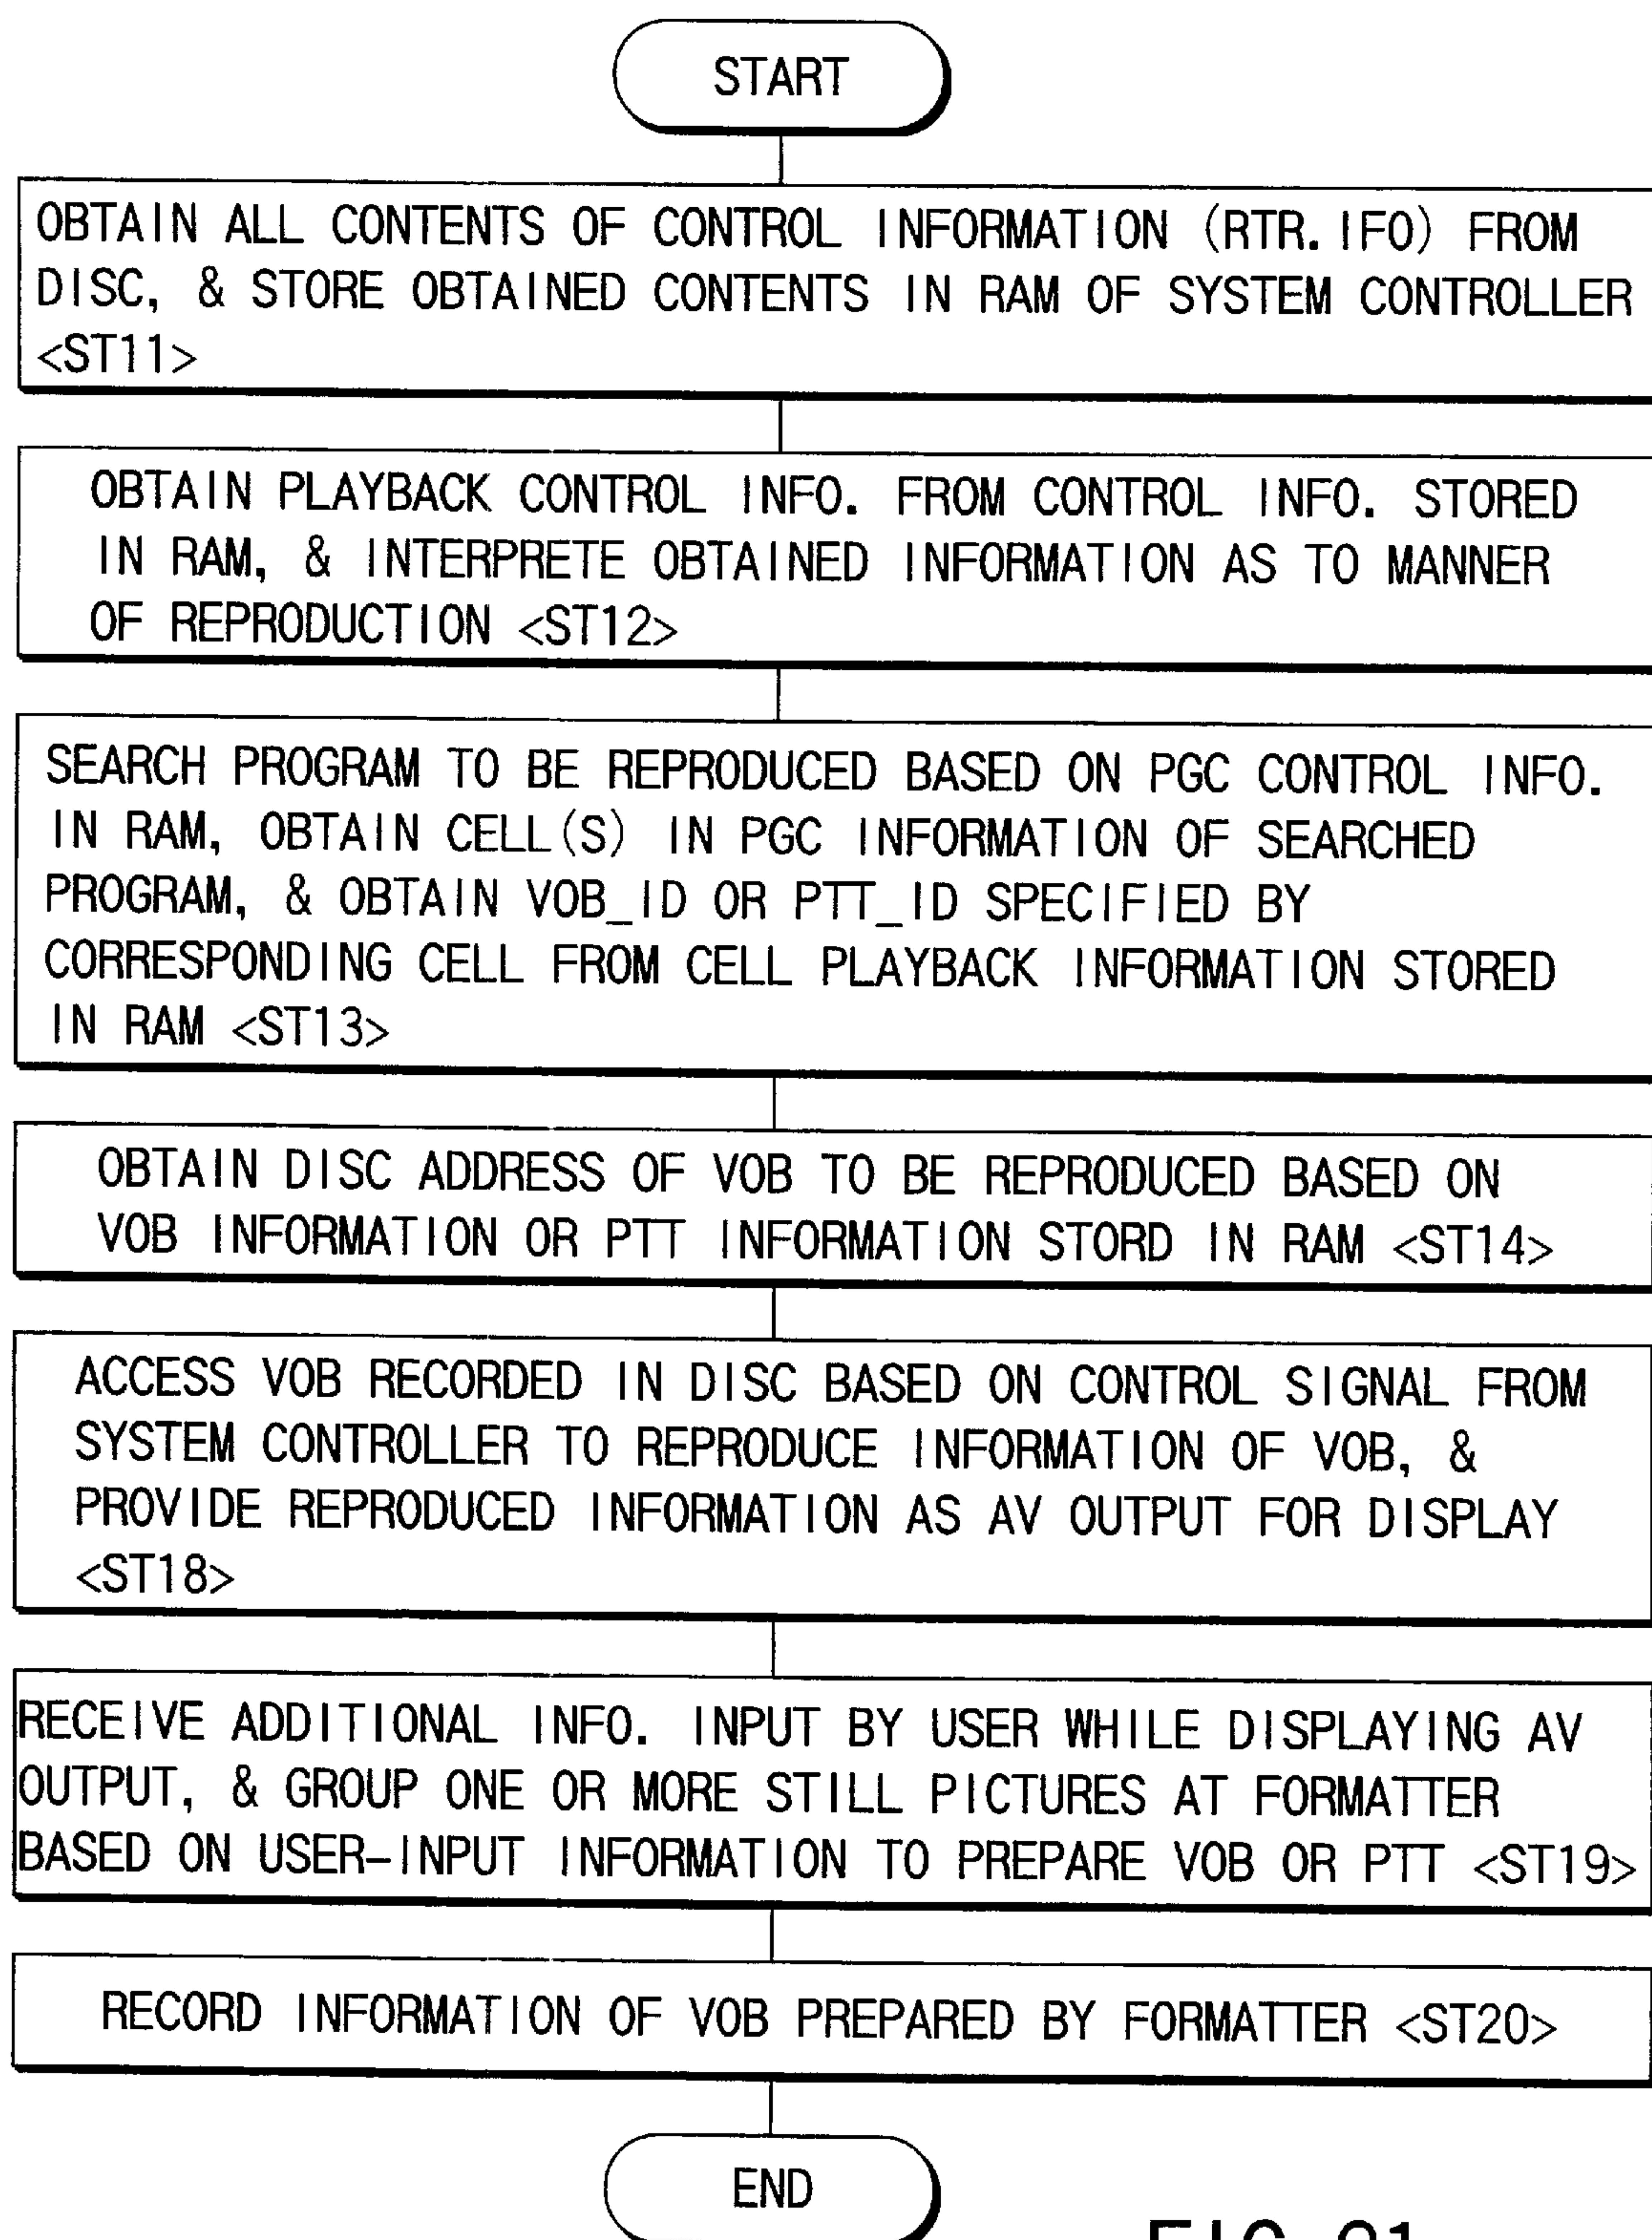 START
OBTAIN ALL CONTENTS OF CONTROL INFORMATION (RTR.IFO) FROM
DISC, & STORE OBTAINED CONTENTS IN RAM OF SYSTEM CONTROLLER
<ST11>
OBTAIN PLAYBACK CONTROL INFO. FROM CONTROL INFO. STORED
IN RAM, & INTERPRETE OBTAINED INFORMATION AS TO MANNER
OF REPRODUCTION <ST12>
SEARCH PROGRAM TO BE REPRODUCED BASED ON PGC CONTROL INFO.
IN RAM, OBTAIN CELL(S) IN PGC INFORMATION OF SEARCHED
PROGRAM, & OBTAIN VOB_ID OR PTT_ID SPECIFIED BY
CORRESPONDING CELL FROM CELL PLAYBACK INFORMATION STORED
IN RAM <ST13>
OBTAIN DISC ADDRESS OF VOB TO BE REPRODUCED BASED ON
VOB INFORMATION OR PTT INFORMATION STORD IN RAM <ST14>
ACCESS VOB RECORDED IN DISC BASED ON CONTROL SIGNAL FROM
SYSTEM CONTROLLER TO REPRODUCE INFORMATION OF VOB, &
PROVIDE REPRODUCED INFORMATION AS AV OUTPUT FOR DISPLAY
<ST18>
RECEIVE ADDITIONAL INFO. INPUT BY USER WHILE DISPLAYING AV
OUTPUT, & GROUP ONE OR MORE STILL PICTURES AT FORMATTER
BASED ON USER-INPUT INFORMATION TO PREPARE VOB OR PTT <ST19>
RECORD INFORMATION OF VOB PREPARED BY FORMATTER <ST20>
END